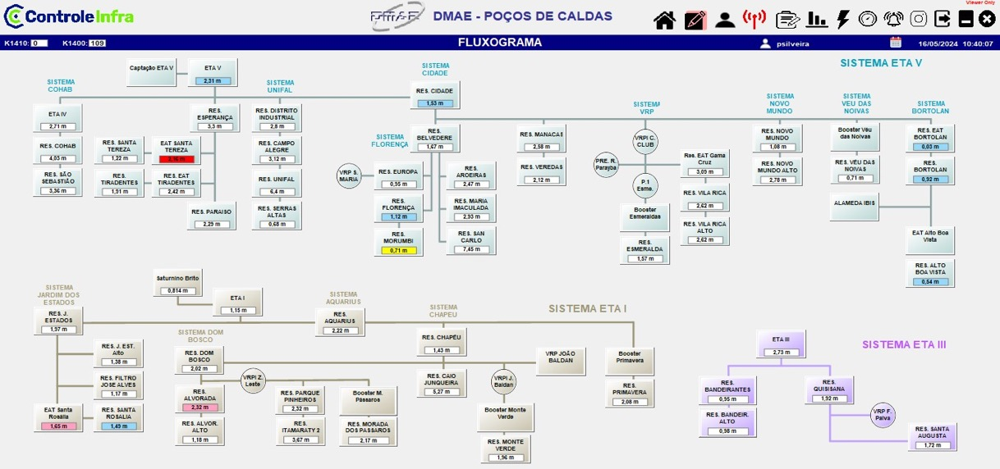 Viewer Only
ControleInfra
DMAE
DMAE - POÇOS DE CALDAS
K1410: 0
K1400: 109
FLUXOGRAMA
psilveira
16/05/2024 10:40:07
SISTEMA ETA V
Captação ETA V
ETA V
2,31 m
SISTEMA
COHAB
SISTEMA
UNIFAL
SISTEMA
CIDADE
RES. CIDADE
1,53 m
ETA IV
2,71 m
RES. COHAB
4,03 m
RES. SÃO
SEBASTIÃO
3,36 m
RES.
ESPERANÇA
3,3 m
RES. SANTA
TEREZA
1,22 m
EAT SANTA
TEREZA
RES.
TIRADENTES
1,91 m
RES. EAT
TIRADENTES
2,42 m
RES. PARAISO
2,29 m
RES. DISTRITO
INDUSTRIAL
2,8 m
RES. CAMPO
ALEGRE
3,12 m
RES. UNIFAL
6,4 m
RES. SERRAS
ALTAS
0,68 m
SISTEMA
FLORENÇA
VRP S.
MARIA
RES.
BELVEDERE
1,67 m
RES. EUROPA
0,95 m
RES.
FLORENÇA
1,12 m
RES.
MORUMBI
0,71 m
RES.
AROEIRAS
2,47 m
RES. MARIA
IMACULADA
2,93 m
RES. SAN
CARLO
7,45 m
RES. MANACAS
2,58 m
RES. VEREDAS
2,12 m
SISTEMA
VRP
VRPI C.
CLUB
PRE. R.
Parayba
P.1
Esme.
Booster
Esmeraldas
RES.
ESMERALDA
1,57 m
Res. EAT Gama
Cruz
3,05 m
RES. VILA RICA
2,62 m
RES. VILA RICA
ALTO
2,62 m
SISTEMA
NOVO
MUNDO
RES. NOVO
MUNDO
1,08 m
RES. NOVO
MUNDO ALTO
2,78 m
SISTEMA
VEU DAS
NOIVAS
Booster Véu
das Noivas
RES. VÉU DAS
NOIVAS
0,71 m
ALAMEDA IBIS
SISTEMA
BORTOLAN
RES. EAT
BORTOLAN
0,03 m
RES.
BORTOLAN
0,92 m
EAT Alto Boa
Vista
RES. ALTO
BOA VISTA
0,54 m
Saturnino Brito
0,814 m
ETA I
1,15 m
SISTEMA
JARDIM DOS
ESTADOS
RES. J.
ESTADOS
1,97 m
RES. J. EST.
Alto
1,38 m
RES. FILTRO
JOSE ALVES
1,17 m
EAT Santa
Rosália
1,65 m
RES. SANTA
ROSALIA
1,49 m
SISTEMA
AQUARIUS
RES.
AQUARIUS
2,22 m
SISTEMA DOM
BOSCO
RES. DOM
BOSCO
2,02 m
VRPI Z.
Leste
RES.
ALVORADA
2,32 m
RES. ALVOR.
ALTO
1,18 m
RES. PARQUE
PINHEIROS
2,32 m
RES.
ITAMARATY 2
3,67 m
Booster M.
Pássaros
RES. MORADA
DOS PASSAROS
2,17 m
SISTEMA
CHAPEU
RES. CHAPÉU
1,43 m
RES. CAIO
JUNQUEIRA
5,27 m
VRPI J.
Baldan
VRP JOÃO
BALDAN
Booster Monte
Verde
RES. MONTE
VERDE
1,96 m
SISTEMA ETA I
Booster
Primavera
RES.
PRIMAVERA
2,08 m
SISTEMA ETA III
ETA III
2,73 m
RES.
BANDEIRANTES
0,95 m
RES. BANDEIR.
ALTO
0,98 m
RES.
QUISISANA
1,92 m
VRP F.
Paiva
RES. SANTA
AUGUSTA
1,72 m